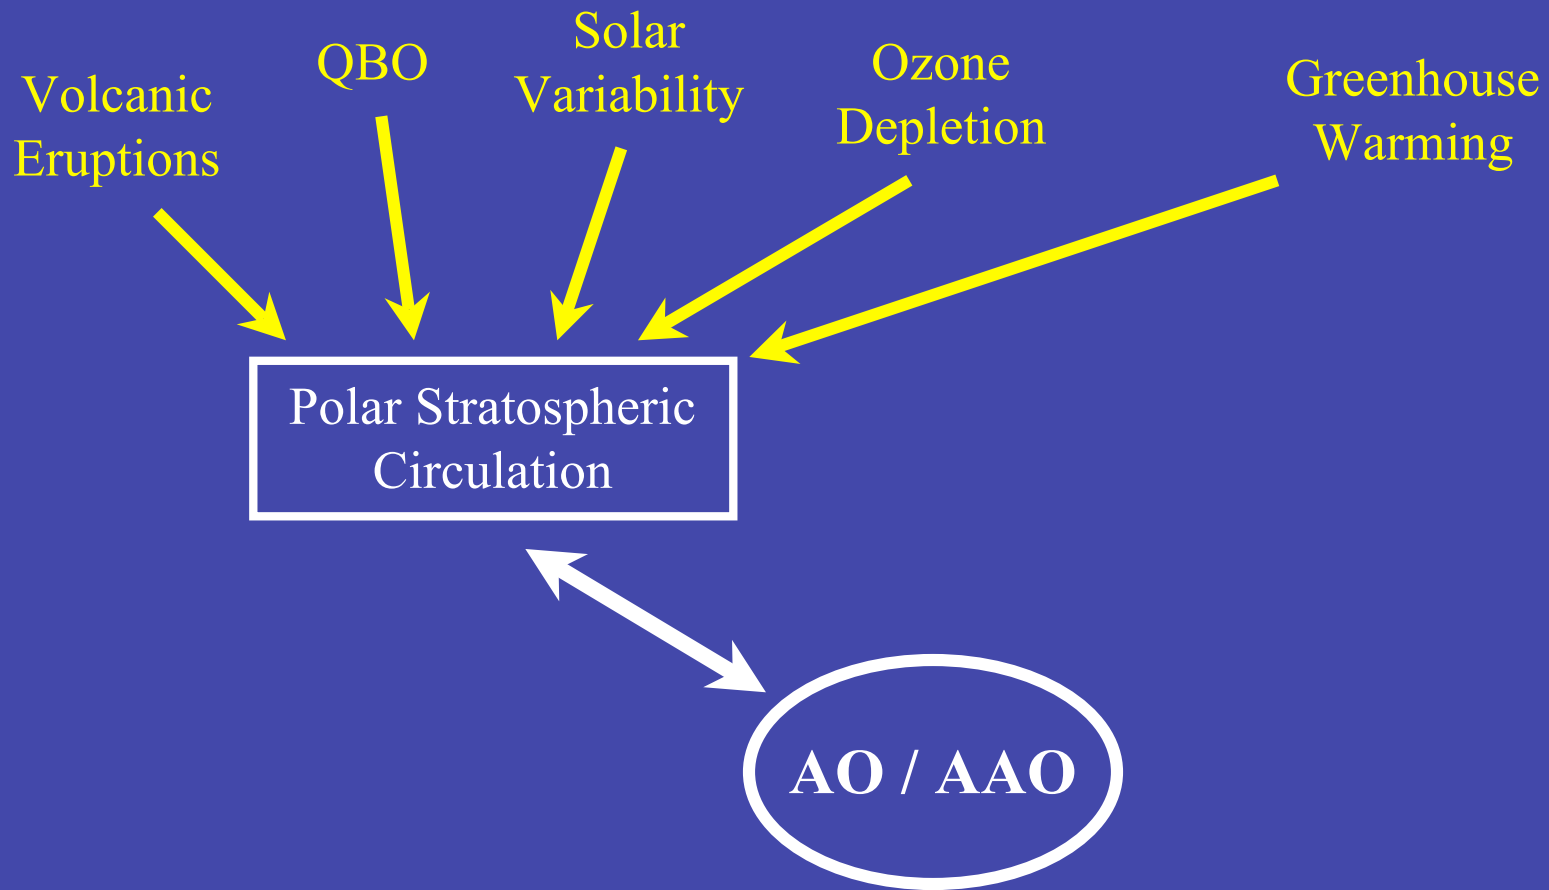 Volcanic
Eruptions
QBO
Solar
Variability
Ozone
Depletion
Greenhouse
Warming
Polar Stratospheric
Circulation
AO / AAO